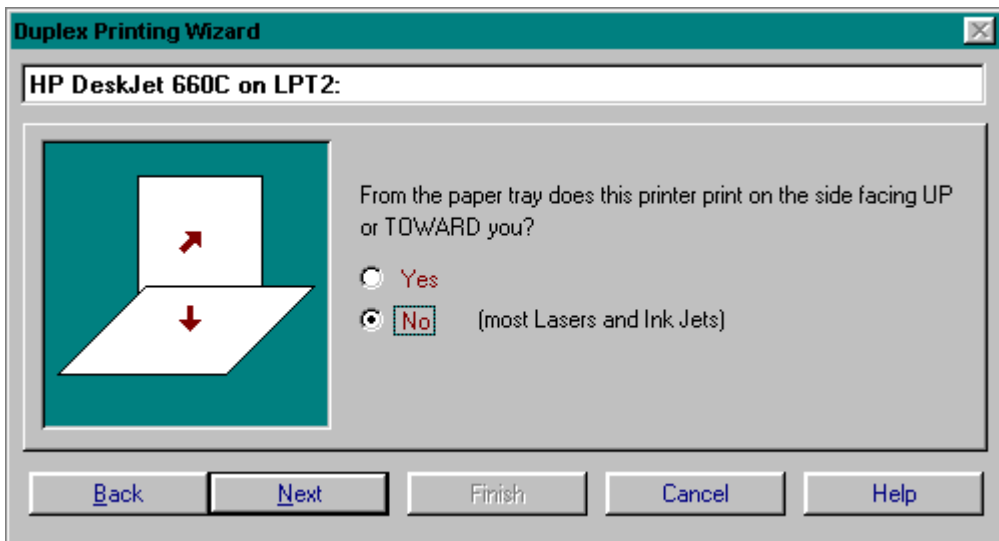 Duplex Printing Wizard
HP DeskJet 660C on LPT2:
From the paper tray does this printer print on the side facing UP
or TOWARD you?
Yes
No (most Lasers and Ink Jets)
Back Next Finish Cancel Help